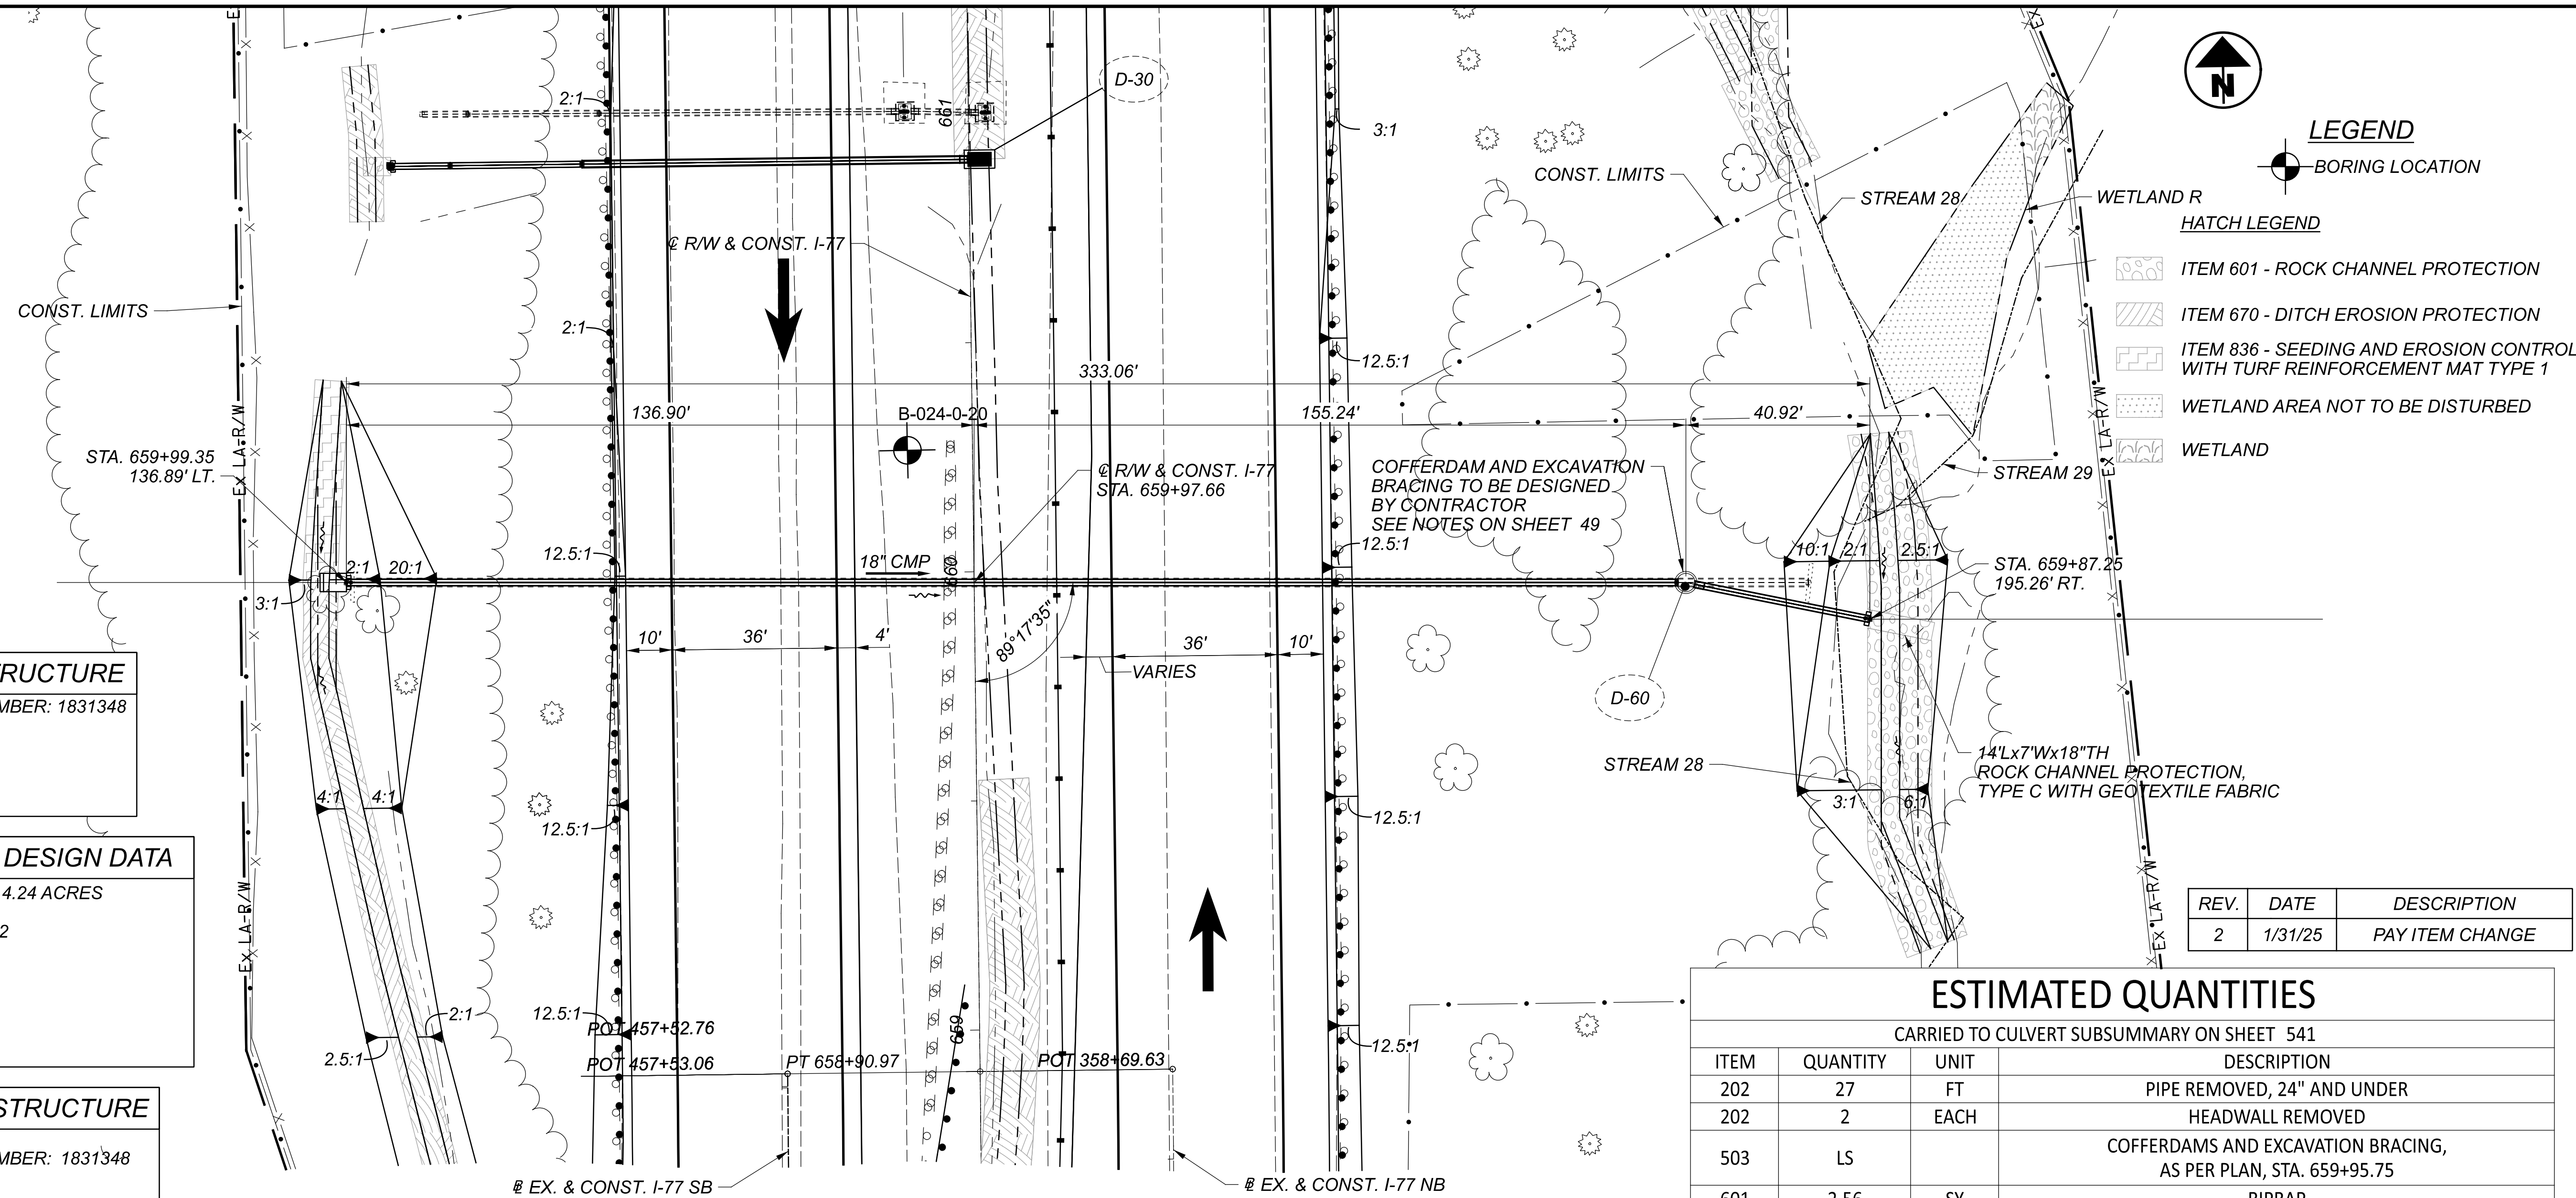 D-30
2:1
3:1
661
CONST. LIMITS
STREAM 28
WETLAND R
N
LEGEND
BORING LOCATION
HATCH LEGEND
ITEM 601 - ROCK CHANNEL PROTECTION
ITEM 670 - DITCH EROSION PROTECTION
ITEM 836 - SEEDING AND EROSION CONTROL
WITH TURF REINFORCEMENT MAT TYPE 1
WETLAND AREA NOT TO BE DISTURBED
WETLAND
℄ R/W & CONST. I-77
CONST. LIMITS
2:1
12.5:1
333.06'
136.90'
B-024-0-20
155.24'
40.92'
EX LA-R/W
EX LA-R/W
STA. 659+99.35
136.89' LT.
℄ R/W & CONST. I-77
STA. 659+97.66
COFFERDAM AND EXCAVATION
BRACING TO BE DESIGNED
BY CONTRACTOR
SEE NOTES ON SHEET 49
STREAM 29
12.5:1
12.5:1
2:1
20:1
3:1
18" CMP
660
10:1
2:1
2.5:1
STA. 659+87.25
195.26' RT.
89°17'35"
10'
36'
4'
36'
10'
VARIES
D-60
RUCTURE
MBER: 1831348
STREAM 28
14'Lx7'Wx18"TH
ROCK CHANNEL PROTECTION,
TYPE C WITH GEOTEXTILE FABRIC
4:1
4:1
3:1
6:1
12.5:1
12.5:1
DESIGN DATA
4.24 ACRES
2
EX LA-R/W
EX LA-R/W
REV. DATE DESCRIPTION
2 1/31/25 PAY ITEM CHANGE
2:1
2.5:1
12.5:1
12.5:1
659
POT 457+52.76
POT 457+53.06
PT 658+90.97
POT 358+69.63
STRUCTURE
MBER: 1831348
ESTIMATED QUANTITIES
CARRIED TO CULVERT SUBSUMMARY ON SHEET 541
ITEM QUANTITY UNIT DESCRIPTION
202 27 FT PIPE REMOVED, 24" AND UNDER
202 2 EACH HEADWALL REMOVED
503 LS COFFERDAMS AND EXCAVATION BRACING,
AS PER PLAN, STA. 659+95.75
601 2.56 SY RIPRAP
EX. & CONST. I-77 SB
EX. & CONST. I-77 NB